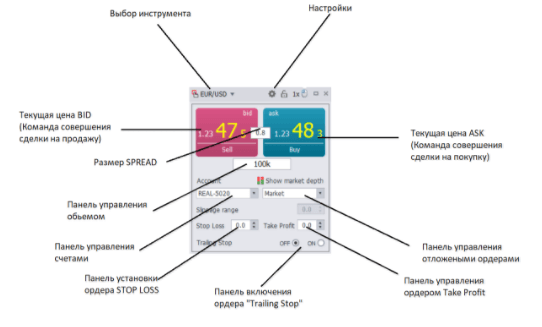 Выбор инструмента
Настройки
EUR/USD
1x
bid
ask
Текущая цена BID
(Команда совершения
сделки на продажу)
1.23 47 5
0.8
1.23 48 3
Текущая цена ASK
(Команда совершения
сделки на покупку)
Sell
Buy
Размер SPREAD
100k
Account
Show market depth
REAL-5020
Market
Панель управления
обьемом
Slippage range
0.0
Stop Loss 0.0
Take Profit 0.0
Trailing Stop
OFF
ON
Панель управления
счетами
Панель управления
отложеными ордерами
Панель установки
ордера STOP LOSS
Панель включения
ордера "Trailing Stop"
Панель управления
ордером Take Profit